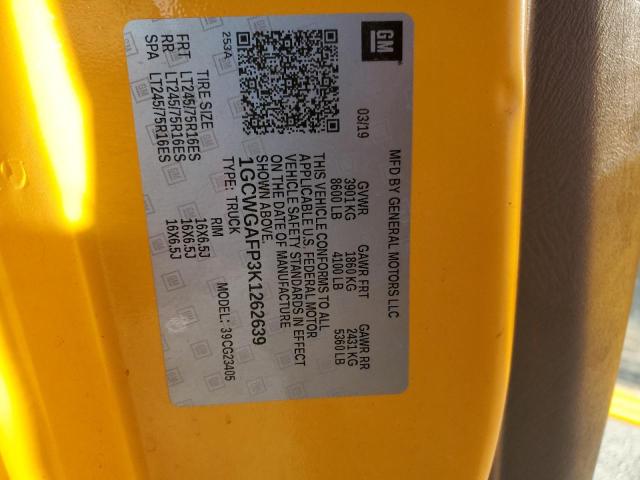 GM
MFD BY GENERAL MOTORS LLC
03/19
GVWR GAWR FRT GAWR RR
3901 KG 1860 KG 2431 KG
8600 LB 4100 LB 5360 LB
THIS VEHICLE CONFORMS TO ALL
APPLICABLE U.S. FEDERAL MOTOR
VEHICLE SAFETY STANDARDS IN EFFECT
ON THE DATE OF MANUFACTURE
SHOWN ABOVE.
1GCWGAFP3K1262639
TYPE: TRUCK
253A
MODEL: 39CG23405
TIRE SIZE RIM
FRT LT245/75R16ES 16X6.5J
RR LT245/75R16ES 16X6.5J
SPA LT245/75R16ES 16X6.5J